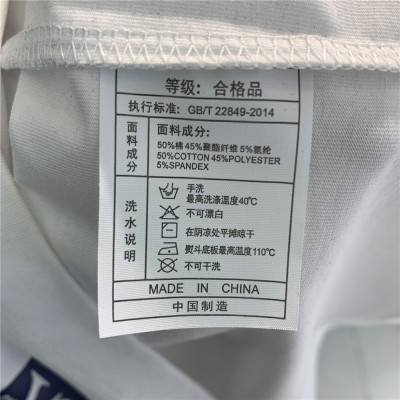 等级：合格品
执行标准：GB/T 22849-2014
面料成分
面料成分：
50%棉45%聚酯纤维5%氨纶
50%COTTON 45%POLYESTER
5%SPANDEX
洗水说明
手洗
最高洗涤温度40℃
不可漂白
在阴凉处平摊晾干
熨斗底板最高温度110℃
不可干洗
MADE IN CHINA
中国制造